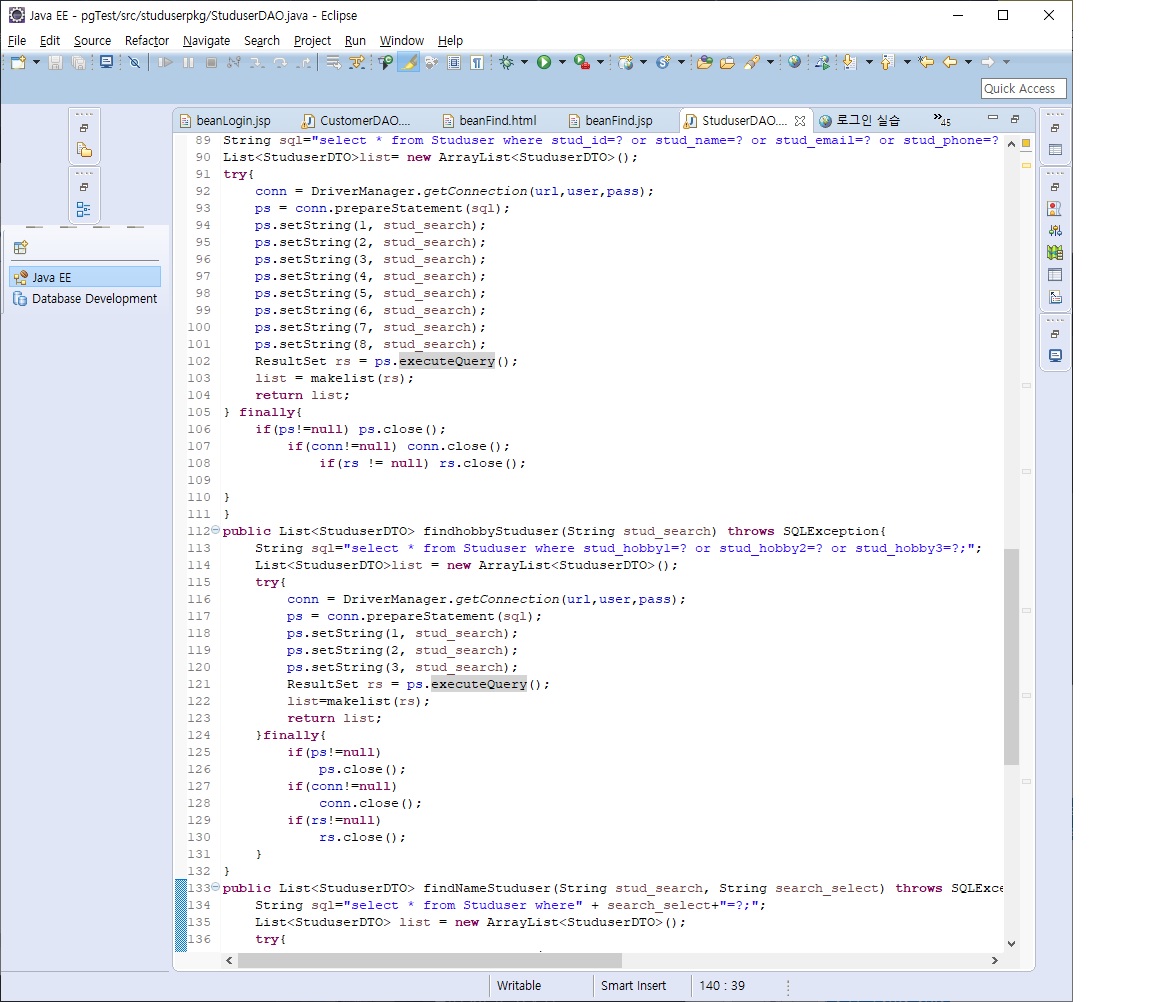 Java EE - pgTest/src/studuserpkg/StuduserDAO.java - Eclipse
File Edit Source Refactor Navigate Search Project Run Window Help
Quick Access
beanLogin.jsp CustomerDAO.... beanFind.html beanFind.jsp StuduserDAO.... 로그인 실습 »45
Java EE
Database Development
89 String sql="select * from Studuser where stud_id=? or stud_name=? or stud_email=? or stud_phone=?
90 List<StuduserDTO>list= new ArrayList<StuduserDTO>();
91 try{
92 conn = DriverManager.getConnection(url,user,pass);
93 ps = conn.prepareStatement(sql);
94 ps.setString(1, stud_search);
95 ps.setString(2, stud_search);
96 ps.setString(3, stud_search);
97 ps.setString(4, stud_search);
98 ps.setString(5, stud_search);
99 ps.setString(6, stud_search);
100 ps.setString(7, stud_search);
101 ps.setString(8, stud_search);
102 ResultSet rs = ps.executeQuery();
103 list = makelist(rs);
104 return list;
105 } finally{
106 if(ps!=null) ps.close();
107 if(conn!=null) conn.close();
108 if(rs != null) rs.close();
109
110 }
111 }
112 public List<StuduserDTO> findhobbyStuduser(String stud_search) throws SQLException{
113 String sql="select * from Studuser where stud_hobby1=? or stud_hobby2=? or stud_hobby3=?;";
114 List<StuduserDTO>list = new ArrayList<StuduserDTO>();
115 try{
116 conn = DriverManager.getConnection(url,user,pass);
117 ps = conn.prepareStatement(sql);
118 ps.setString(1, stud_search);
119 ps.setString(2, stud_search);
120 ps.setString(3, stud_search);
121 ResultSet rs = ps.executeQuery();
122 list=makelist(rs);
123 return list;
124 }finally{
125 if(ps!=null)
126 ps.close();
127 if(conn!=null)
128 conn.close();
129 if(rs!=null)
130 rs.close();
131 }
132 }
133 public List<StuduserDTO> findNameStuduser(String stud_search, String search_select) throws SQLExce
134 String sql="select * from Studuser where" + search_select+"=?;";
135 List<StuduserDTO> list = new ArrayList<StuduserDTO>();
136 try{
Writable Smart Insert 140 : 39